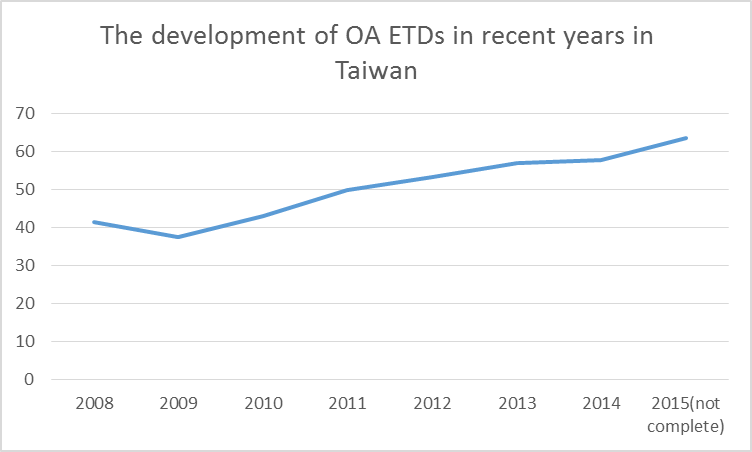 The development of OA ETDs in recent years in
Taiwan
70
60
50
40
30
20
10
0
2008 2009 2010 2011 2012 2013 2014 2015(not
complete)